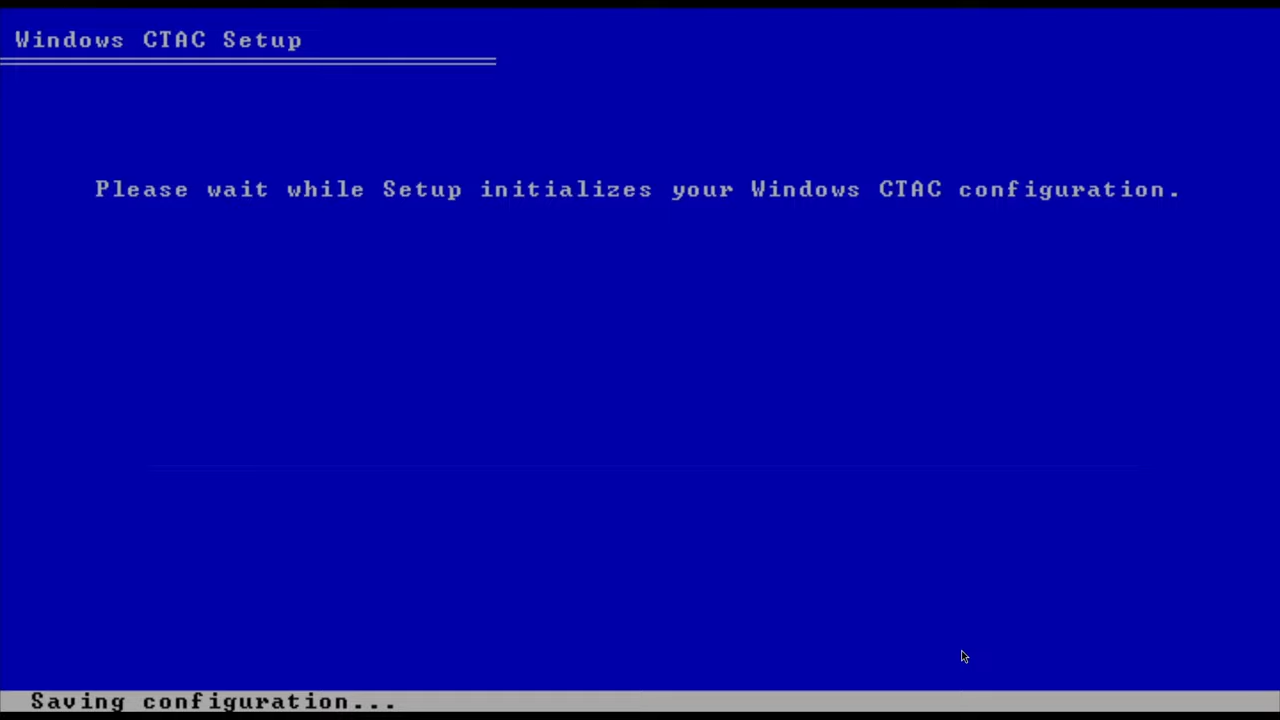 Windows CTAC Setup
Please wait while Setup initializes your Windows CTAC configuration.
Saving configuration...